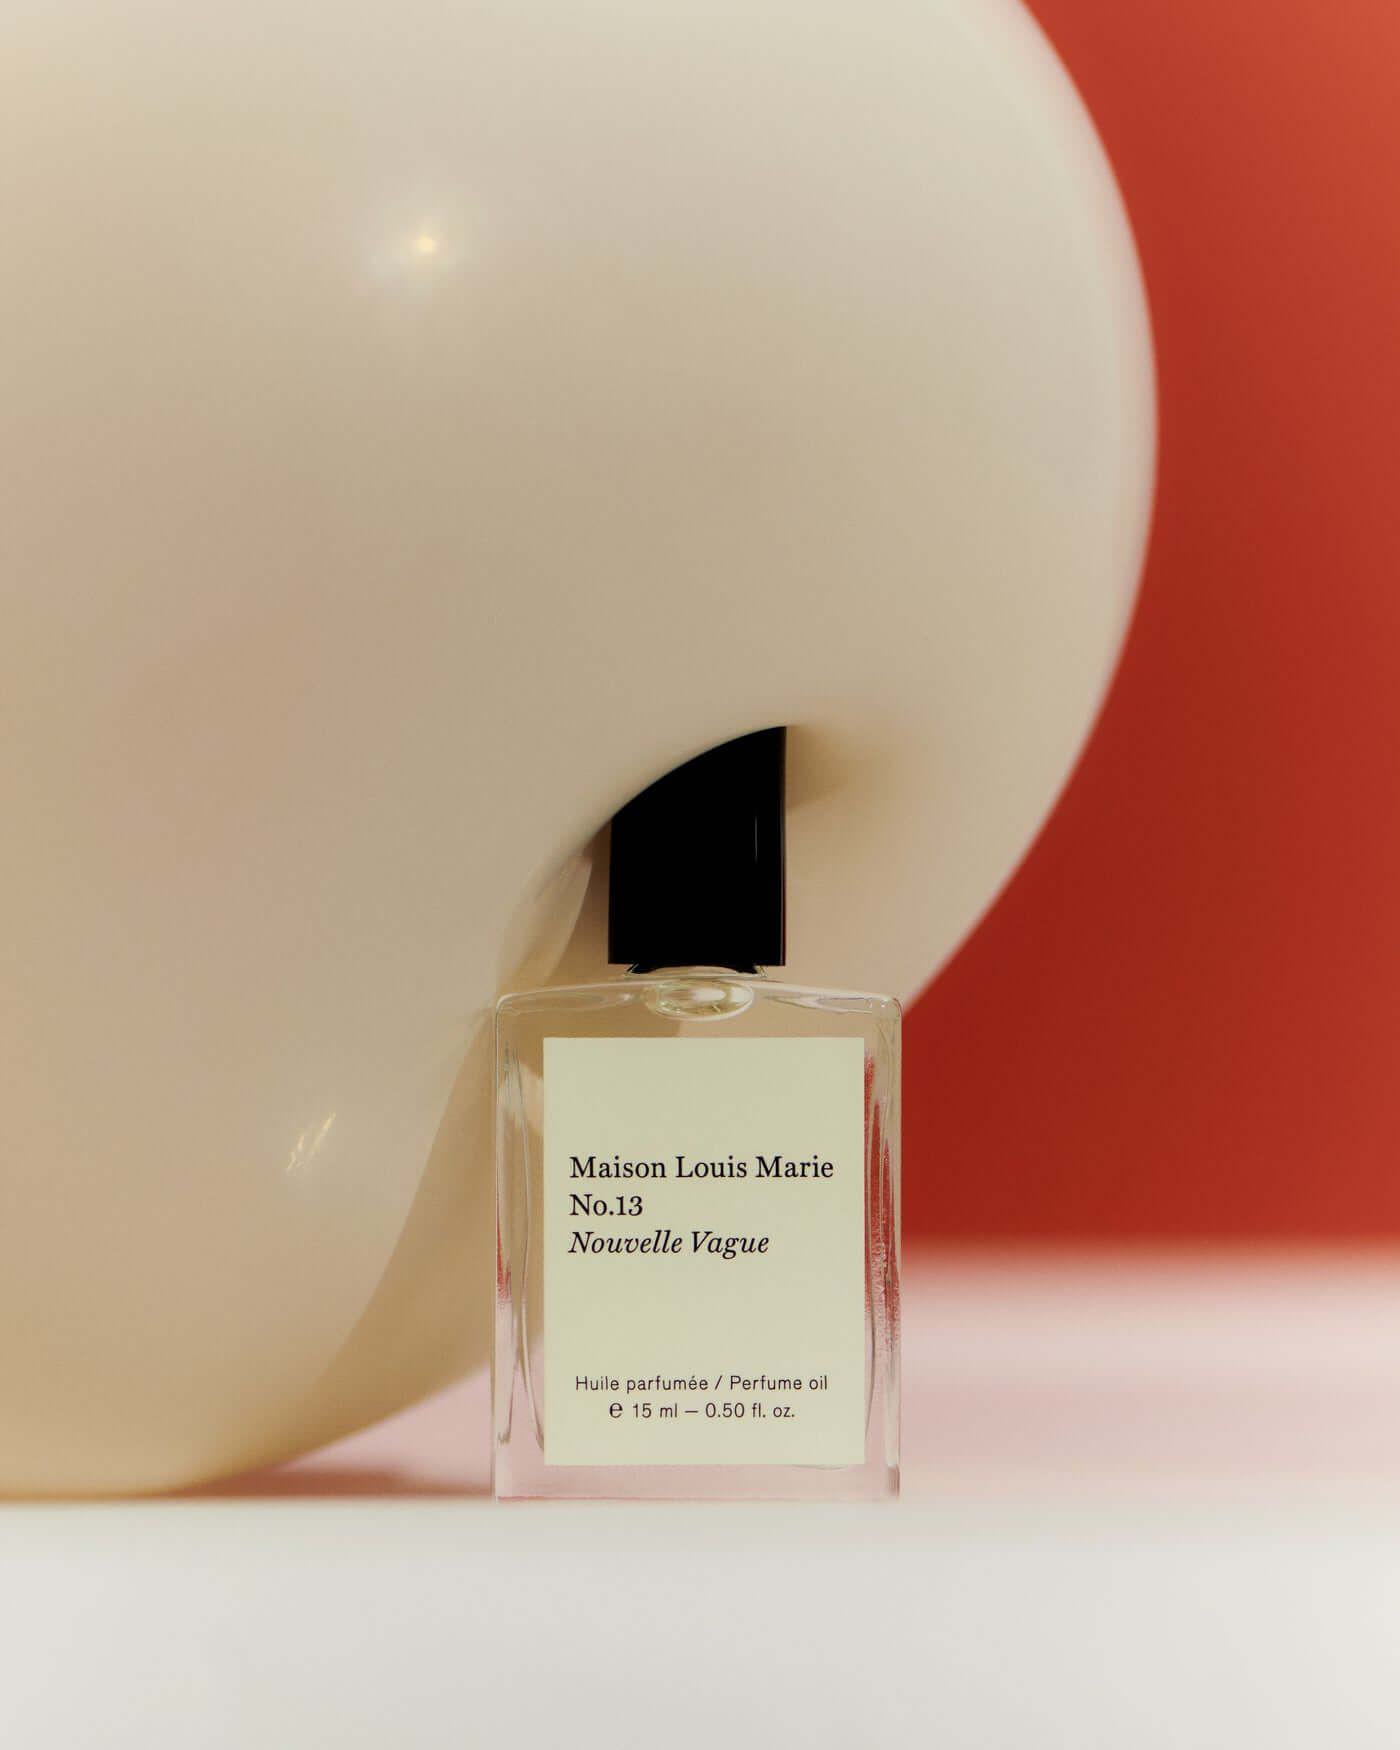 Maison Louis Marie
No.13
Nouvelle Vague
Huile parfumée / Perfume oil
℮ 15 ml — 0.50 fl. oz.